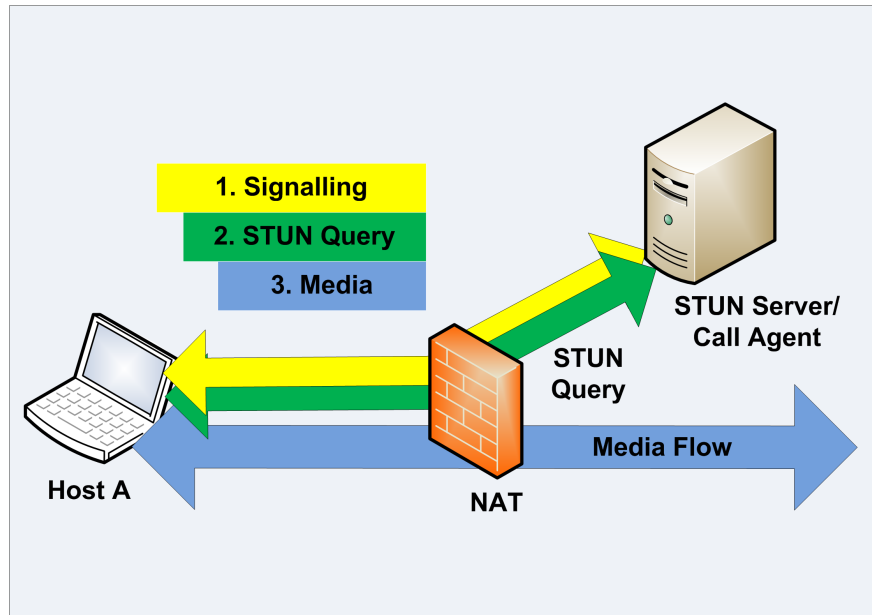 1. Signalling
2. STUN Query
3. Media
STUN Server/
Call Agent
STUN
Query
Media Flow
Host A
NAT